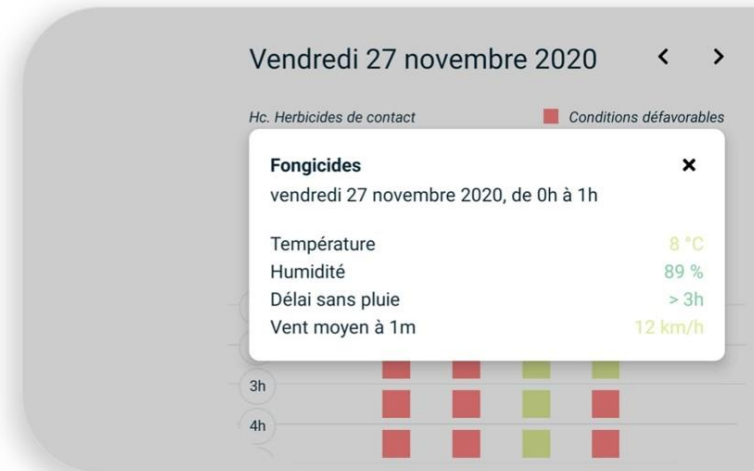 Vendredi 27 novembre 2020
Hc. Herbicides de contact
Conditions défavorables
Fongicides
vendredi 27 novembre 2020, de 0h à 1h
Température 8 °C
Humidité 89 %
Délai sans pluie > 3h
Vent moyen à 1m 12 km/h
3h
4h